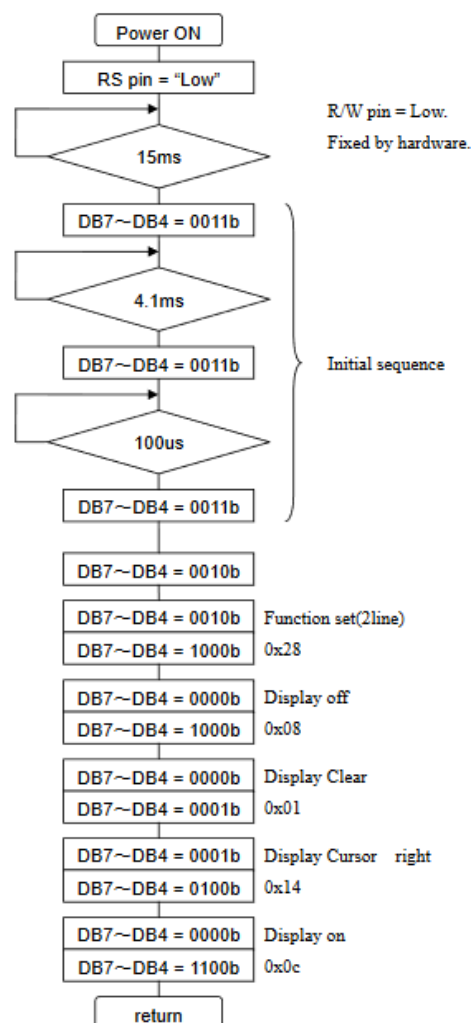 Power ON
RS pin = “Low”
R/W pin = Low.
Fixed by hardware.
15ms
DB7～DB4 = 0011b
4.1ms
DB7～DB4 = 0011b
Initial sequence
100us
DB7～DB4 = 0011b
DB7～DB4 = 0010b
DB7～DB4 = 0010b Function set(2line)
DB7～DB4 = 1000b 0x28
DB7～DB4 = 0000b Display off
DB7～DB4 = 1000b 0x08
DB7～DB4 = 0000b Display Clear
DB7～DB4 = 0001b 0x01
DB7～DB4 = 0001b Display Cursor right
DB7～DB4 = 0100b 0x14
DB7～DB4 = 0000b Display on
DB7～DB4 = 1100b 0x0c
return